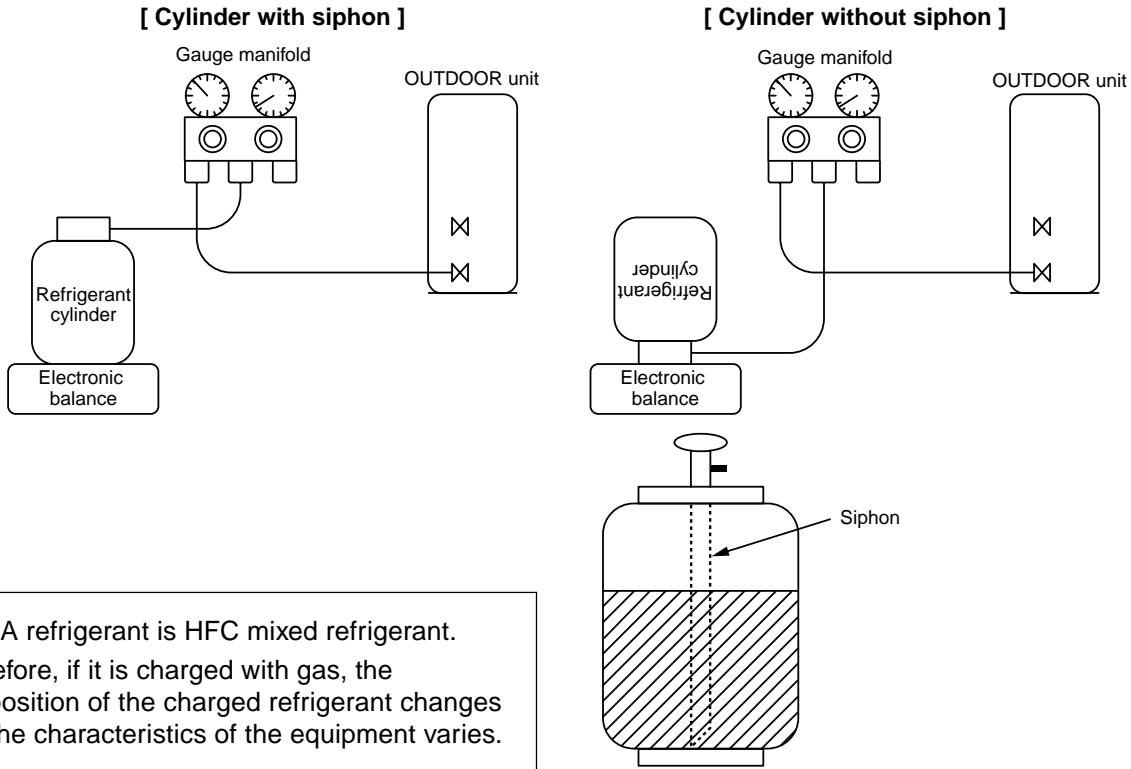 [ Cylinder with siphon ]
Gauge manifold
OUTDOOR unit
Refrigerant
cylinder
Electronic
balance
[ Cylinder without siphon ]
Gauge manifold
OUTDOOR unit
Refrigerant
cylinder
Electronic
balance
Siphon
A refrigerant is HFC mixed refrigerant.
efore, if it is charged with gas, the
position of the charged refrigerant changes
he characteristics of the equipment varies.